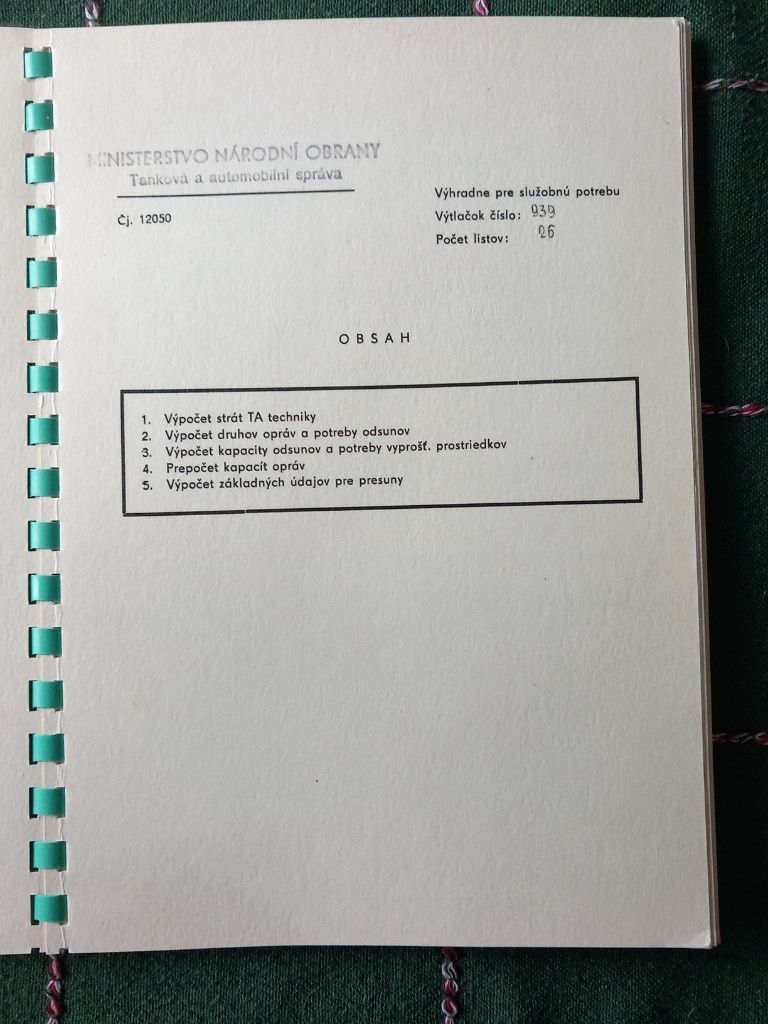 MINISTERSTVO NÁRODNÍ OBRANY
Tanková a automobilní správa
Čj. 12050
Výhradne pre služobnú potrebu
Výtlačok číslo: 939
Počet listov: 26
OBSAH
1. Výpočet strát TA techniky
2. Výpočet druhov opráv a potreby odsunov
3. Výpočet kapacity odsunov a potreby vyprošť. prostriedkov
4. Prepočet kapacít opráv
5. Výpočet základných údajov pre presuny